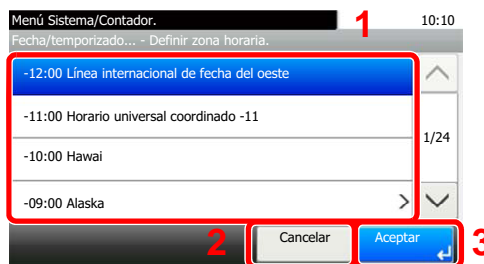 Menú Sistema/Contador.
1
10:10
Fecha/temporizado... - Definir zona horaria.
-12:00 Línea internacional de fecha del oeste
-11:00 Horario universal coordinado -11
1/24
-10:00 Hawai
-09:00 Alaska
2
Cancelar
Aceptar
3